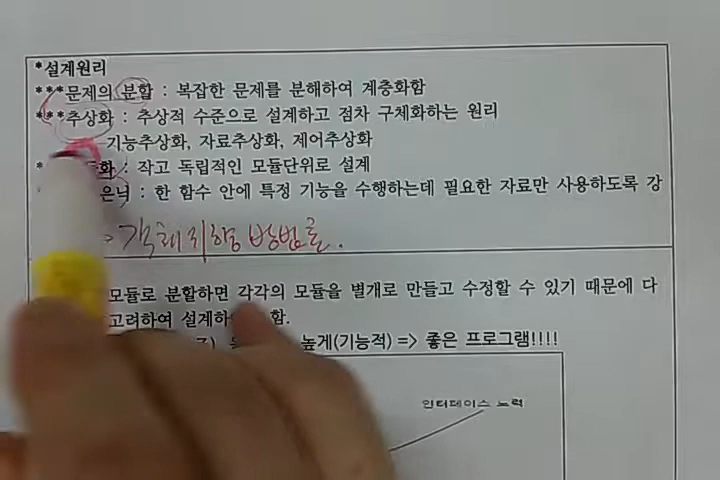 *설계원리
***문제의 분할 : 복잡한 문제를 분해하여 계층화함
***추상화 : 추상적 수준으로 설계하고 점차 구체화하는 원리
기능추상화, 자료추상화, 제어추상화
* 화 : 작고 독립적인 모듈단위로 설계
은닉 : 한 함수 안에 특정 기능을 수행하는데 필요한 자료만 사용하도록 강
객체지향 방법론.
모듈로 분할하면 각각의 모듈을 별개로 만들고 수정할 수 있기 때문에 다
고려하여 설계하 함.
높게(기능적) => 좋은 프로그램!!!!
인터페이스 노력